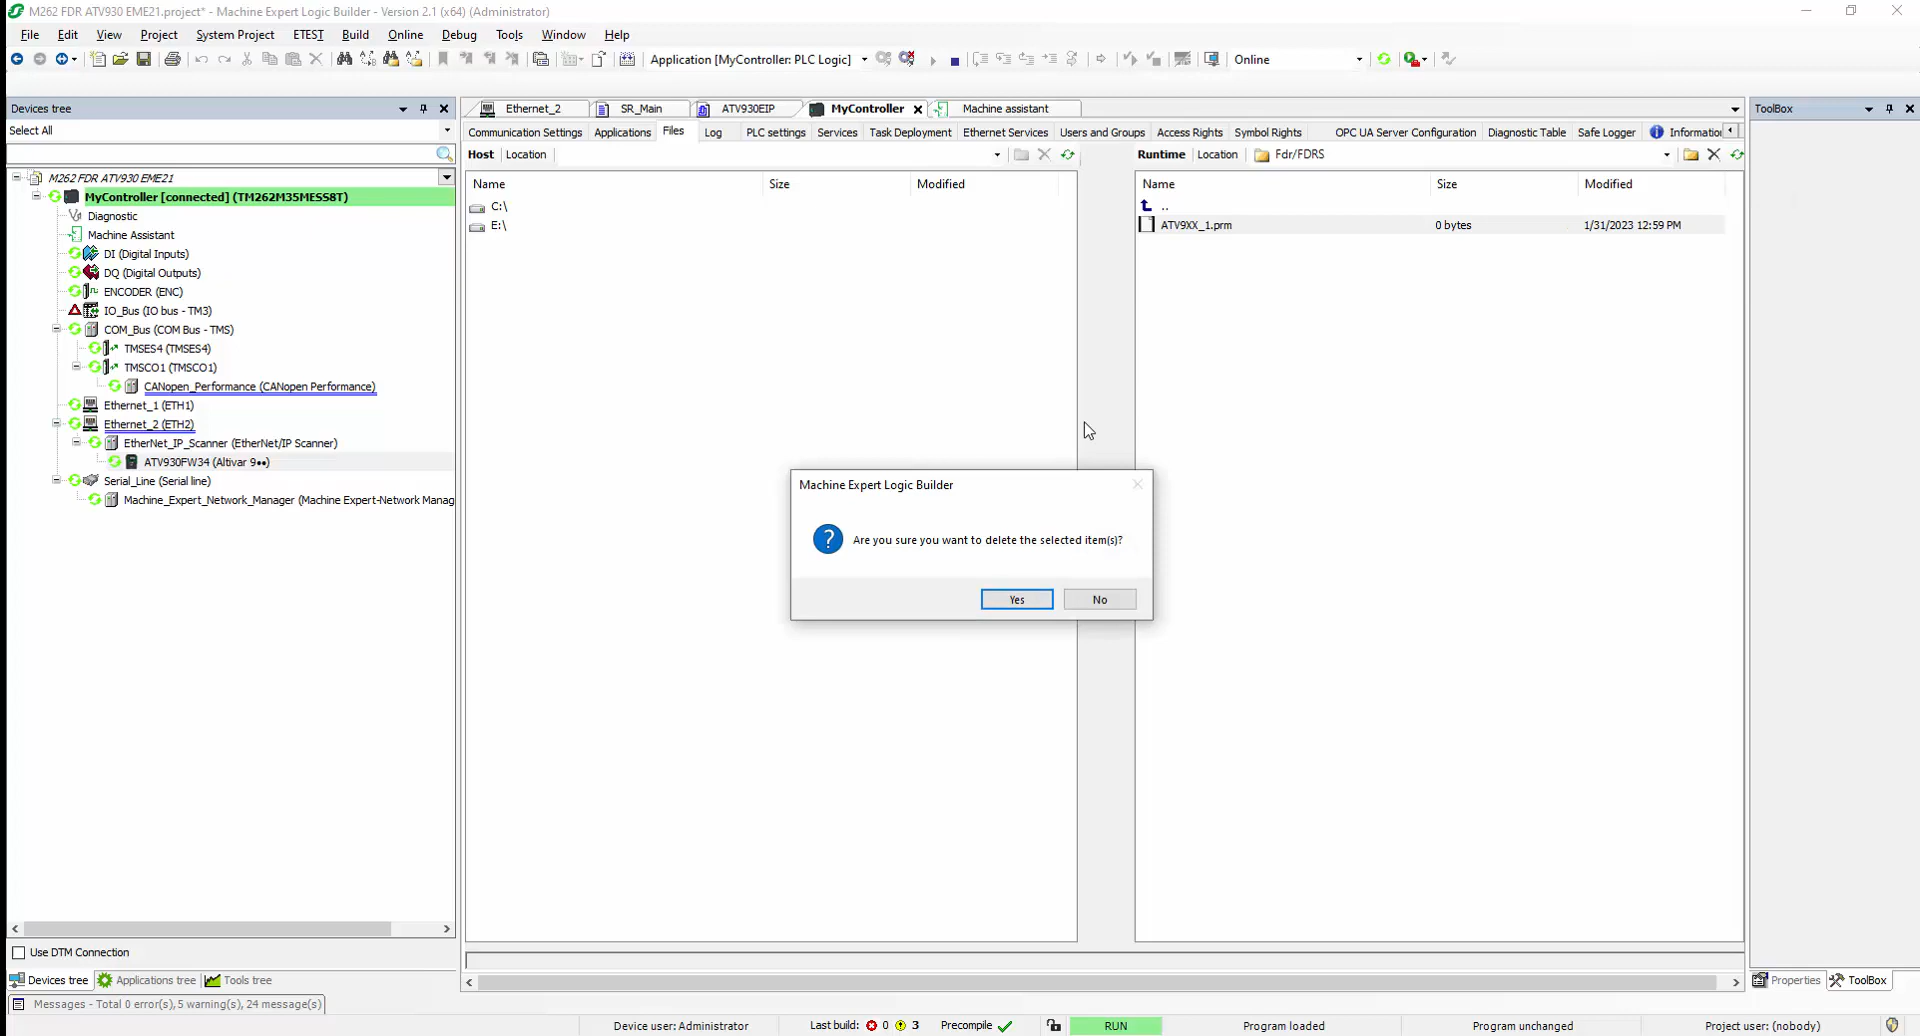 M262 FDR ATV930 EME21.project* - Machine Expert Logic Builder - Version 2.1 (x64) (Administrator)
File Edit View Project System Project ETEST Build Online Debug Tools Window Help
Application [MyController: PLC Logic] Online
Devices tree
Select All
M262 FDR ATV930 EME21
MyController [connected] (TM262M35MESS8T)
Diagnostic
Machine Assistant
DI (Digital Inputs)
DQ (Digital Outputs)
ENCODER (ENC)
IO_Bus (IO bus - TM3)
COM_Bus (COM Bus - TMS)
TMSES4 (TMSES4)
TMSCO1 (TMSCO1)
CANopen_Performance (CANopen Performance)
Ethernet_1 (ETH1)
Ethernet_2 (ETH2)
EtherNet_IP_Scanner (EtherNet/IP Scanner)
ATV930FW34 (Altivar 9••)
Serial_Line (Serial line)
Machine_Expert_Network_Manager (Machine Expert-Network Manag
Use DTM Connection
Devices tree Applications tree Tools tree
Ethernet_2 SR_Main ATV930EIP MyController Machine assistant
Communication Settings Applications Files Log PLC settings Services Task Deployment Ethernet Services Users and Groups Access Rights Symbol Rights OPC UA Server Configuration Diagnostic Table Safe Logger Informatio
Host Location
Name Size Modified
C:\
E:\
Runtime Location Fdr/FDRS
Name Size Modified
..
ATV9XX_1.prm 0 bytes 1/31/2023 12:59 PM
Machine Expert Logic Builder
Are you sure you want to delete the selected item(s)?
Yes No
ToolBox
Properties ToolBox
Messages - Total 0 error(s), 5 warning(s), 24 message(s)
Device user: Administrator Last build: 0 3 Precompile RUN Program loaded Program unchanged Project user: (nobody)